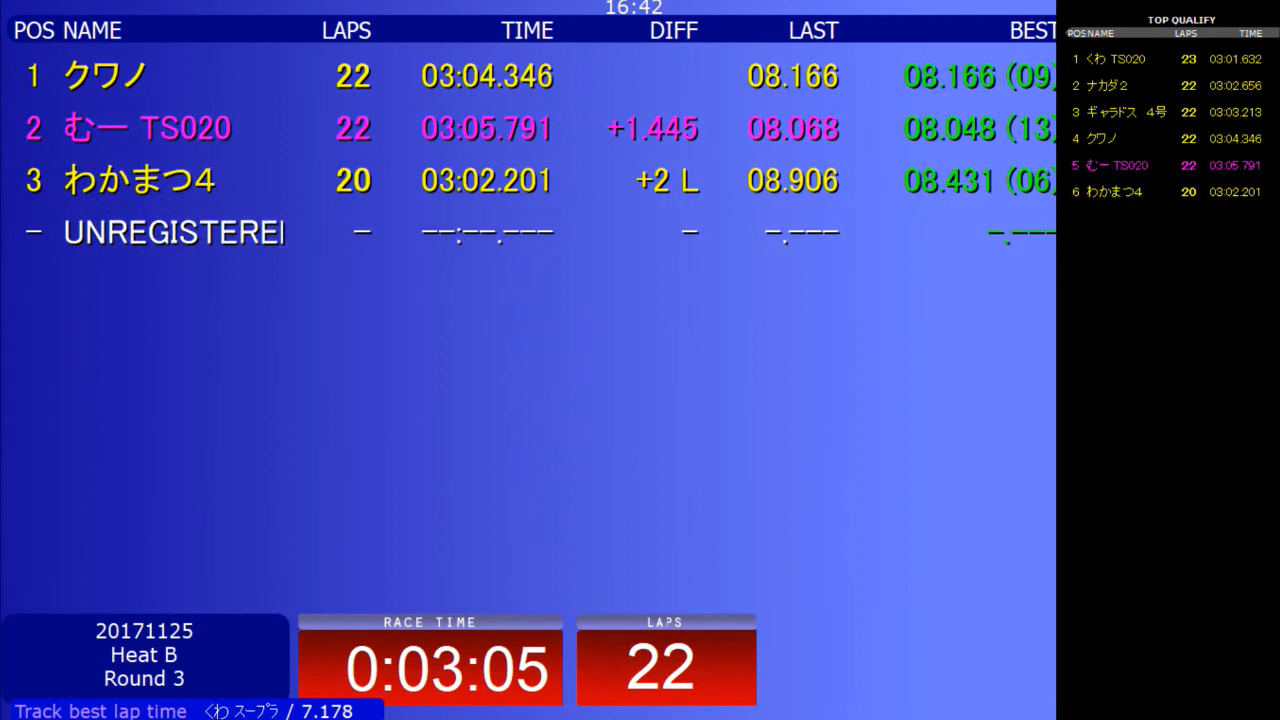 16:42
POS NAME LAPS TIME DIFF LAST BEST
1 クワノ 22 03:04.346 08.166 08.166 (09)
2 むー TS020 22 03:05.791 +1.445 08.068 08.048 (13)
3 わかまつ4 20 03:02.201 +2 L 08.906 08.431 (06)
- UNREGISTERE - --:--.--- - -.--- -.---
20171125
Heat B
Round 3
RACE TIME
0:03:05
LAPS
22
Track best lap time くわ スープラ / 7.178
TOP QUALIFY
POS NAME LAPS TIME
1 くわ TS020 23 03:01.632
2 ナカダ2 22 03:02.656
3 ギャラドス 4号 22 03:03.213
4 クワノ 22 03:04.346
5 むー TS020 22 03:05.791
6 わかまつ4 20 03:02.201